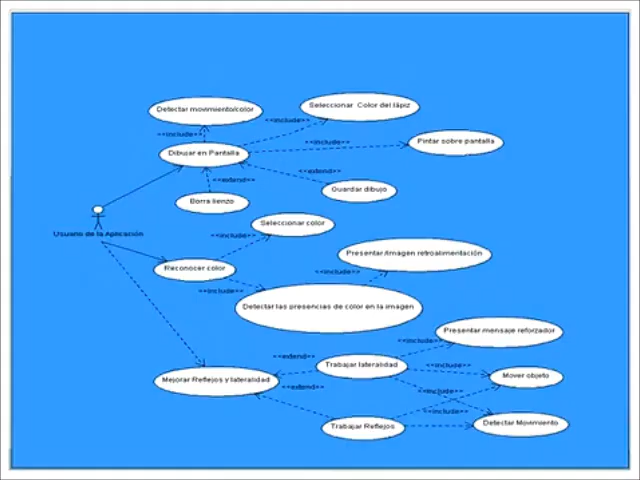 Detectar movimiento/color
Seleccionar Color del lápiz
<<include>>
<<include>>
Pintar sobre pantalla
<<include>>
Dibujar en Pantalla
<<extend>>
<<extend>>
Guardar dibujo
Borra lienzo
Seleccionar color
Usuario de la Aplicación
<<include>>
Presentar imagen retroalimentación
Reconocer color
<<include>>
<<include>>
Detectar las presencias de color en la imagen
Presentar mensaje reforzador
<<include>>
<<extend>>
Trabajar lateralidad
<<include>>
Mover objeto
Mejorar Reflejos y lateralidad
<<extend>>
<<include>>
<<include>>
Trabajar Reflejos
Detectar Movimiento